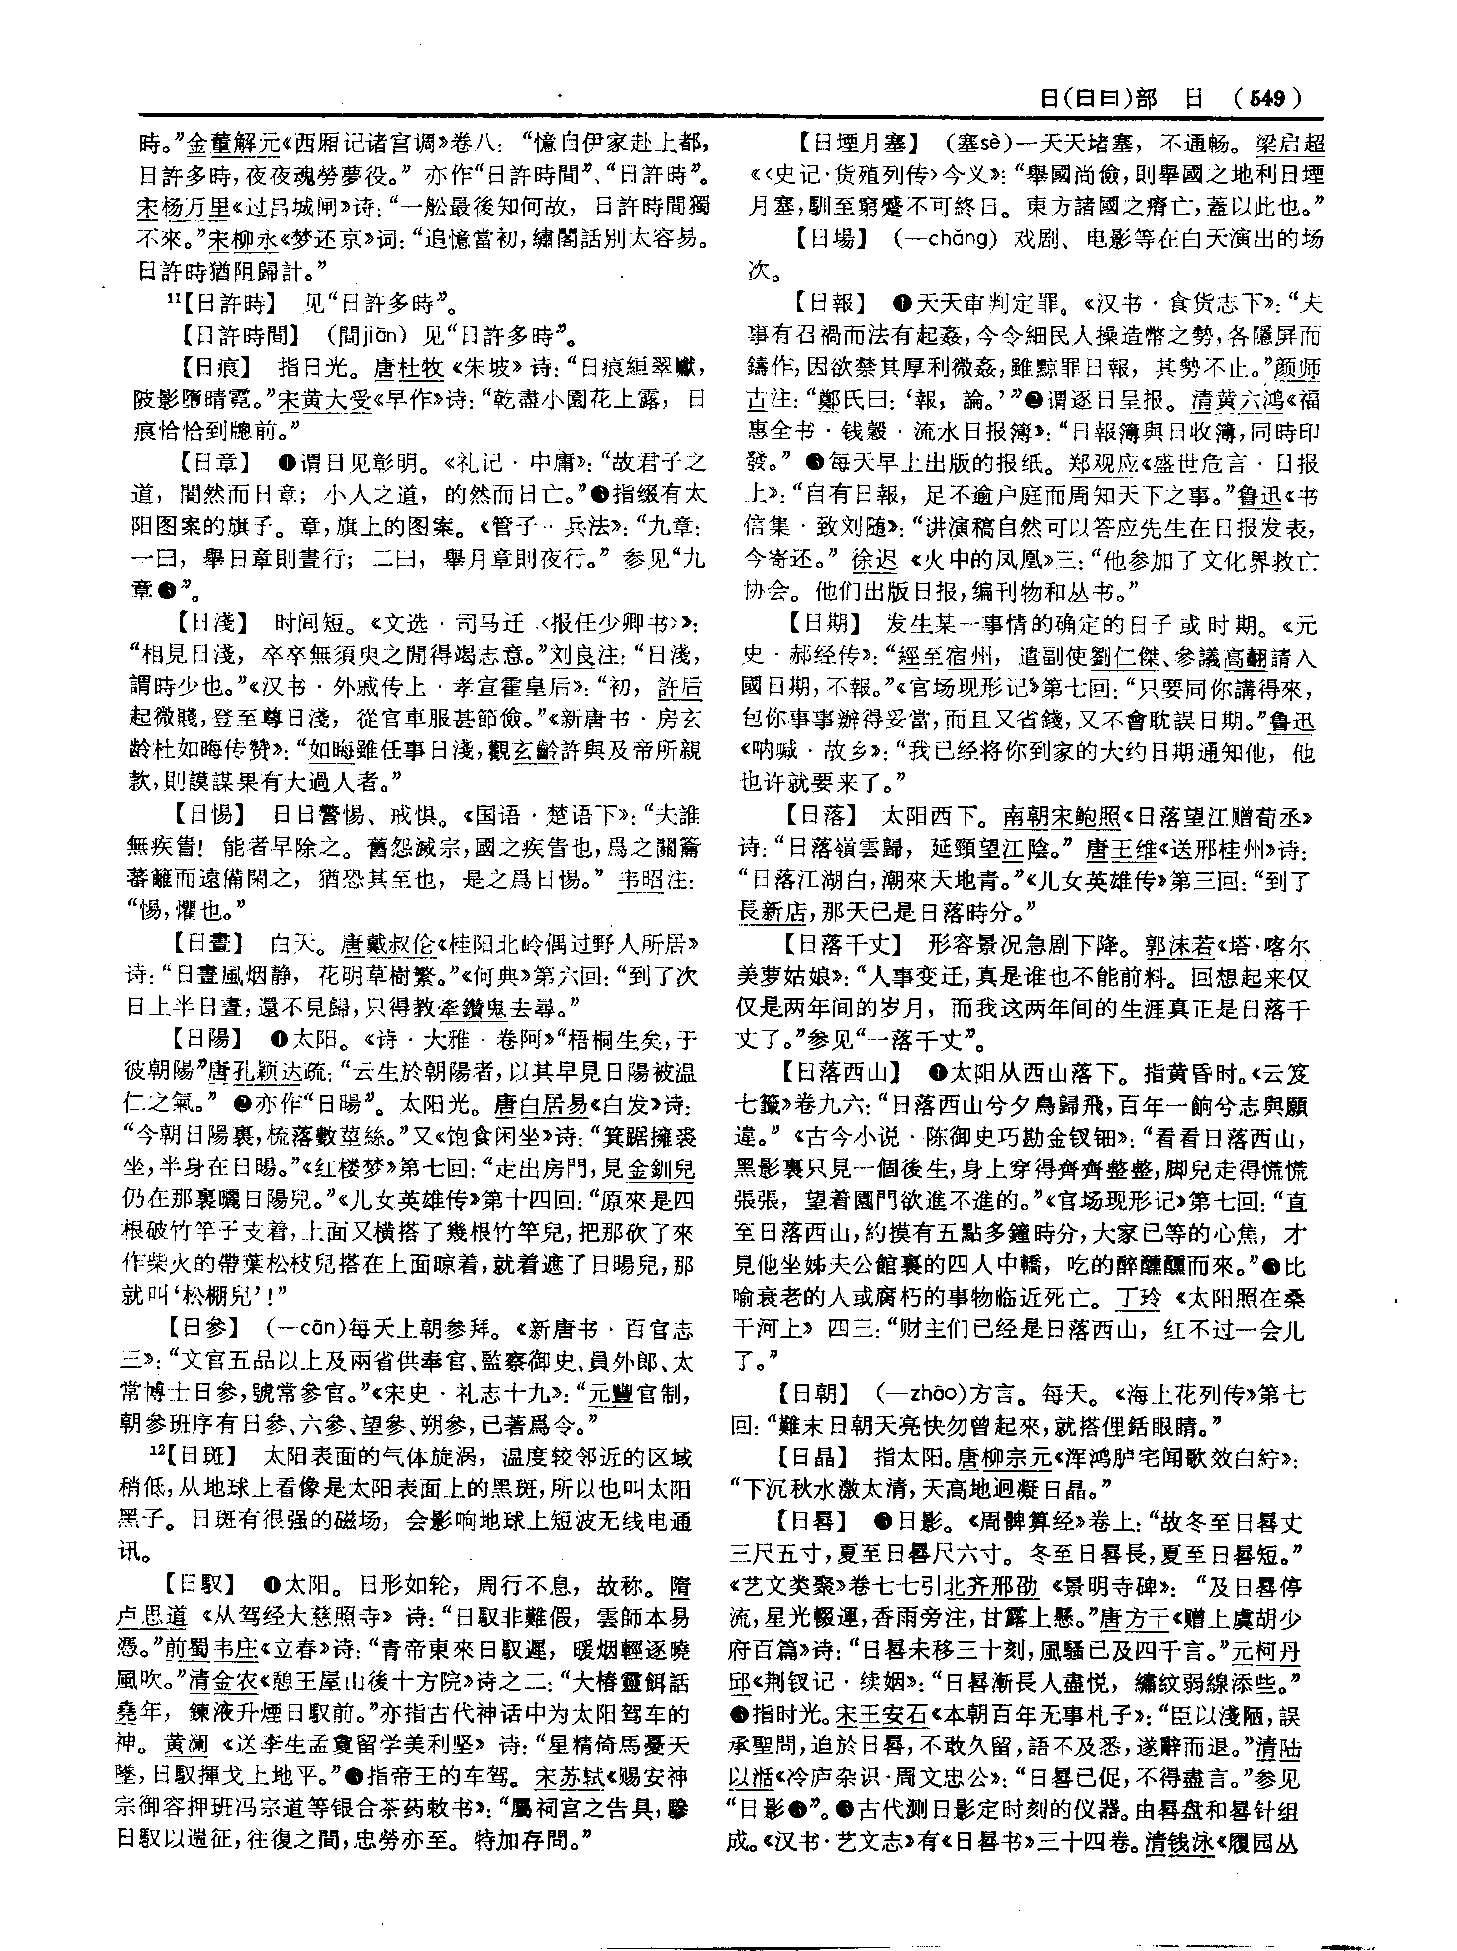 日(日曰)部　日　(549)
時。”金董解元《西厢记诸宫调》卷八：“憶自伊家赴上都，
日許多時，夜夜魂勞夢役。”亦作“日許時間”、“日許時”。
宋杨万里《过吕城闸》诗：“一舩最後知何故，日許時間獨
不來。”宋柳永《梦还京》词：“追憶當初，繡閣話别太容易。
日許時猶阻歸計。”
11【日許時】　见“日許多時”。
【日許時間】（間jiān）见“日許多時”。
【日痕】　指日光。唐杜牧《朱坡》诗：“日痕絙翠巘，
陂影墮晴霓。”宋黄大受《早作》诗：“乾盡小園花上露，日
痕恰恰到牕前。”
【日章】　❶谓日见彰明。《礼记·中庸》：“故君子之
道，闇然而日章；小人之道，的然而日亡。”❷指缀有太
阳图案的旗子。章，旗上的图案。《管子·兵法》：“九章：
一曰，舉日章則晝行；二曰，舉月章則夜行。”参见“九
章❸”。
【日淺】　时间短。《文选·司马迁〈报任少卿书〉》：
“相見日淺，卒卒無須臾之閒得竭志意。”刘良注：“日淺，
謂時少也。”《汉书·外戚传上·孝宣霍皇后》：“初，許后
起微賤，登至尊日淺，從官車服甚節儉。”《新唐书·房玄
龄杜如晦传赞》：“如晦雖任事日淺，觀玄齡許與及帝所親
款，則謨謀果有大過人者。”
【日惕】　日日警惕、戒惧。《国语·楚语下》：“夫誰
無疾眚！能者早除之。舊怨滅宗，國之疾眚也，爲之關籥
蕃籬而遠備閑之，猶恐其至也，是之爲日惕。”韦昭注：
“惕，懼也。”
【日晝】　白天。唐戴叔伦《桂阳北岭偶过野人所居》
诗：“日晝風烟静，花明草樹繁。”《何典》第六回：“到了次
日上半日晝，還不見歸，只得教牽鑽鬼去尋。”
【日陽】　❶太阳。《诗·大雅·卷阿》“梧桐生矣，于
彼朝陽”唐孔颖达疏：“云生於朝陽者，以其早見日陽被温
仁之氣。”❷亦作“日暘”。太阳光。唐白居易《白发》诗：
“今朝日陽裏，梳落數莖絲。”又《饱食闲坐》诗：“箕踞擁裘
坐，半身在日暘。”《红楼梦》第七回：“走出房門，見金釧兒
仍在那裏曬日陽兒。”《儿女英雄传》第十四回：“原來是四
根破竹竿子支着，上面又横搭了幾根竹竿兒，把那砍了來
作柴火的帶葉松枝兒搭在上面晾着，就着遮了日暘兒，那
就叫‘松棚兒’！”
【日参】（—cān）每天上朝参拜。《新唐书·百官志
三》：“文官五品以上及兩省供奉官、監察御史、員外郎、太
常博士日參，號常參官。”《宋史·礼志十九》：“元豐官制，
朝參班序有日參、六參、望參、朔參，已著爲令。”
12【日斑】　太阳表面的气体旋涡，温度较邻近的区域
稍低，从地球上看像是太阳表面上的黑斑，所以也叫太阳
黑子。日斑有很强的磁场，会影响地球上短波无线电通
讯。
【日馭】　❶太阳。日形如轮，周行不息，故称。隋
卢思道《从驾经大慈照寺》诗：“日馭非難假，雲師本易
憑。”前蜀韦庄《立春》诗：“青帝東來日馭遲，暖烟輕逐曉
風吹。”清金农《憩王屋山後十方院》诗之二：“大椿靈餌話
堯年，鍊液升煙日馭前。”亦指古代神话中为太阳驾车的
神。黄澜《送李生孟夐留学美利坚》诗：“星精倚馬憂天
墜，日馭揮戈上地平。”❷指帝王的车驾。宋苏轼《赐安神
宗御容押班冯宗道等银合茶药敕书》：“屬祠宫之告具，驂
日馭以遄征，往復之間，忠勞亦至。特加存問。”
【日堙月塞】（塞sè）一天天堵塞，不通畅。梁启超
《〈史记·货殖列传〉今义》：“舉國尚儉，則舉國之地利日堙
月塞，馴至窮蹙不可終日。東方諸國之瘠亡，蓋以此也。”
【日場】（—chǎng）戏剧、电影等在白天演出的场
次。
【日報】　❶天天审判定罪。《汉书·食货志下》：“夫
事有召禍而法有起姦，今令細民人操造幣之勢，各隱屏而
鑄作，因欲禁其厚利微姦，雖黥罪日報，其勢不止。”颜师
古注：“鄭氏曰：‘報，論。’”❷谓逐日呈报。清黄六鸿《福
惠全书·钱穀·流水日报簿》：“日報簿與日收簿，同時印
發。”❸每天早上出版的报纸。郑观应《盛世危言·日报
上》：“自有日報，足不逾户庭而周知天下之事。”鲁迅《书
信集·致刘随》：“讲演稿自然可以答应先生在日报发表，
今寄还。”徐迟《火中的凤凰》三：“他参加了文化界救亡
协会。他们出版日报，编刊物和丛书。”
【日期】　发生某一事情的确定的日子或时期。《元
史·郝经传》：“經至宿州，遣副使劉仁傑、參議高翿請入
國日期，不報。”《官场现形记》第七回：“只要同你講得來，
包你事事辦得妥當，而且又省錢，又不會耽誤日期。”鲁迅
《呐喊·故乡》：“我已经将你到家的大约日期通知他，他
也许就要来了。”
【日落】　太阳西下。南朝宋鲍照《日落望江赠荀丞》
诗：“日落嶺雲歸，延頸望江陰。”唐王维《送邢桂州》诗：
“日落江湖白，潮來天地青。”《儿女英雄传》第三回：“到了
長新店，那天已是日落時分。”
【日落千丈】　形容景况急剧下降。郭沫若《塔·喀尔
美萝姑娘》：“人事变迁，真是谁也不能前料。回想起来仅
仅是两年间的岁月，而我这两年间的生涯真正是日落千
丈了。”参见“一落千丈”。
【日落西山】　❶太阳从西山落下。指黄昏时。《云笈
七籤》卷九六：“日落西山兮夕鳥歸飛，百年一餉兮志與願
違。”《古今小说·陈御史巧勘金钗钿》：“看看日落西山，
黑影裏只見一個後生，身上穿得齊齊整整，脚兒走得慌慌
張張，望着園門欲進不進的。”《官场现形记》第七回：“直
至日落西山，約摸有五點多鐘時分，大家已等的心焦，才
見他坐姊夫公館裏的四人中轎，吃的醉醺醺而來。”❷比
喻衰老的人或腐朽的事物临近死亡。丁玲《太阳照在桑
干河上》四三：“财主们已经是日落西山，红不过一会儿
了。”
【日朝】（—zhāo）方言。每天。《海上花列传》第七
回：“難末日朝天亮快勿曾起來，就搭俚銛眼睛。”
【日晶】　指太阳。唐柳宗元《浑鸿胪宅闻歌效白紵》：
“下沉秋水激太清，天高地迥凝日晶。”
【日晷】　❶日影。《周髀算经》卷上：“故冬至日晷丈
三尺五寸，夏至日晷尺六寸。冬至日晷長，夏至日晷短。”
《艺文类聚》卷七七引北齐邢劭《景明寺碑》：“及日晷停
流，星光輟運，香雨旁注，甘露上懸。”唐方干《赠上虞胡少
府百篇》诗：“日晷未移三十刻，風騷已及四千言。”元柯丹
邱《荆钗记·续姻》：“日晷漸長人盡悦，繡紋弱線添些。”
❷指时光。宋王安石《本朝百年无事札子》：“臣以淺陋，誤
承聖問，迫於日晷，不敢久留，語不及悉，遂辭而退。”清陆
以湉《冷庐杂识·周文忠公》：“日晷已促，不得盡言。”参见
“日影❷”。❸古代测日影定时刻的仪器。由晷盘和晷针组
成。《汉书·艺文志》有《日晷书》三十四卷。清钱泳《履园丛